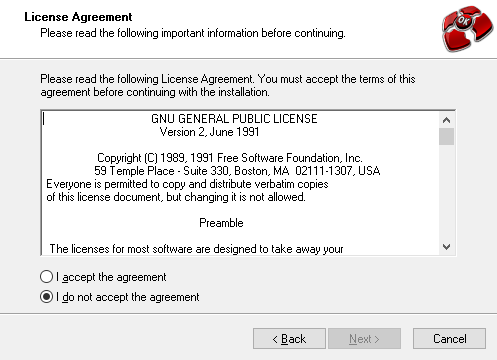 License Agreement
Please read the following important information before continuing.
OK
Please read the following License Agreement. You must accept the terms of this
agreement before continuing with the installation.
GNU GENERAL PUBLIC LICENSE
Version 2, June 1991
Copyright (C) 1989, 1991 Free Software Foundation, Inc.
59 Temple Place - Suite 330, Boston, MA 02111-1307, USA
Everyone is permitted to copy and distribute verbatim copies
of this license document, but changing it is not allowed.
Preamble
The licenses for most software are designed to take away your
I accept the agreement
I do not accept the agreement
< Back
Next >
Cancel